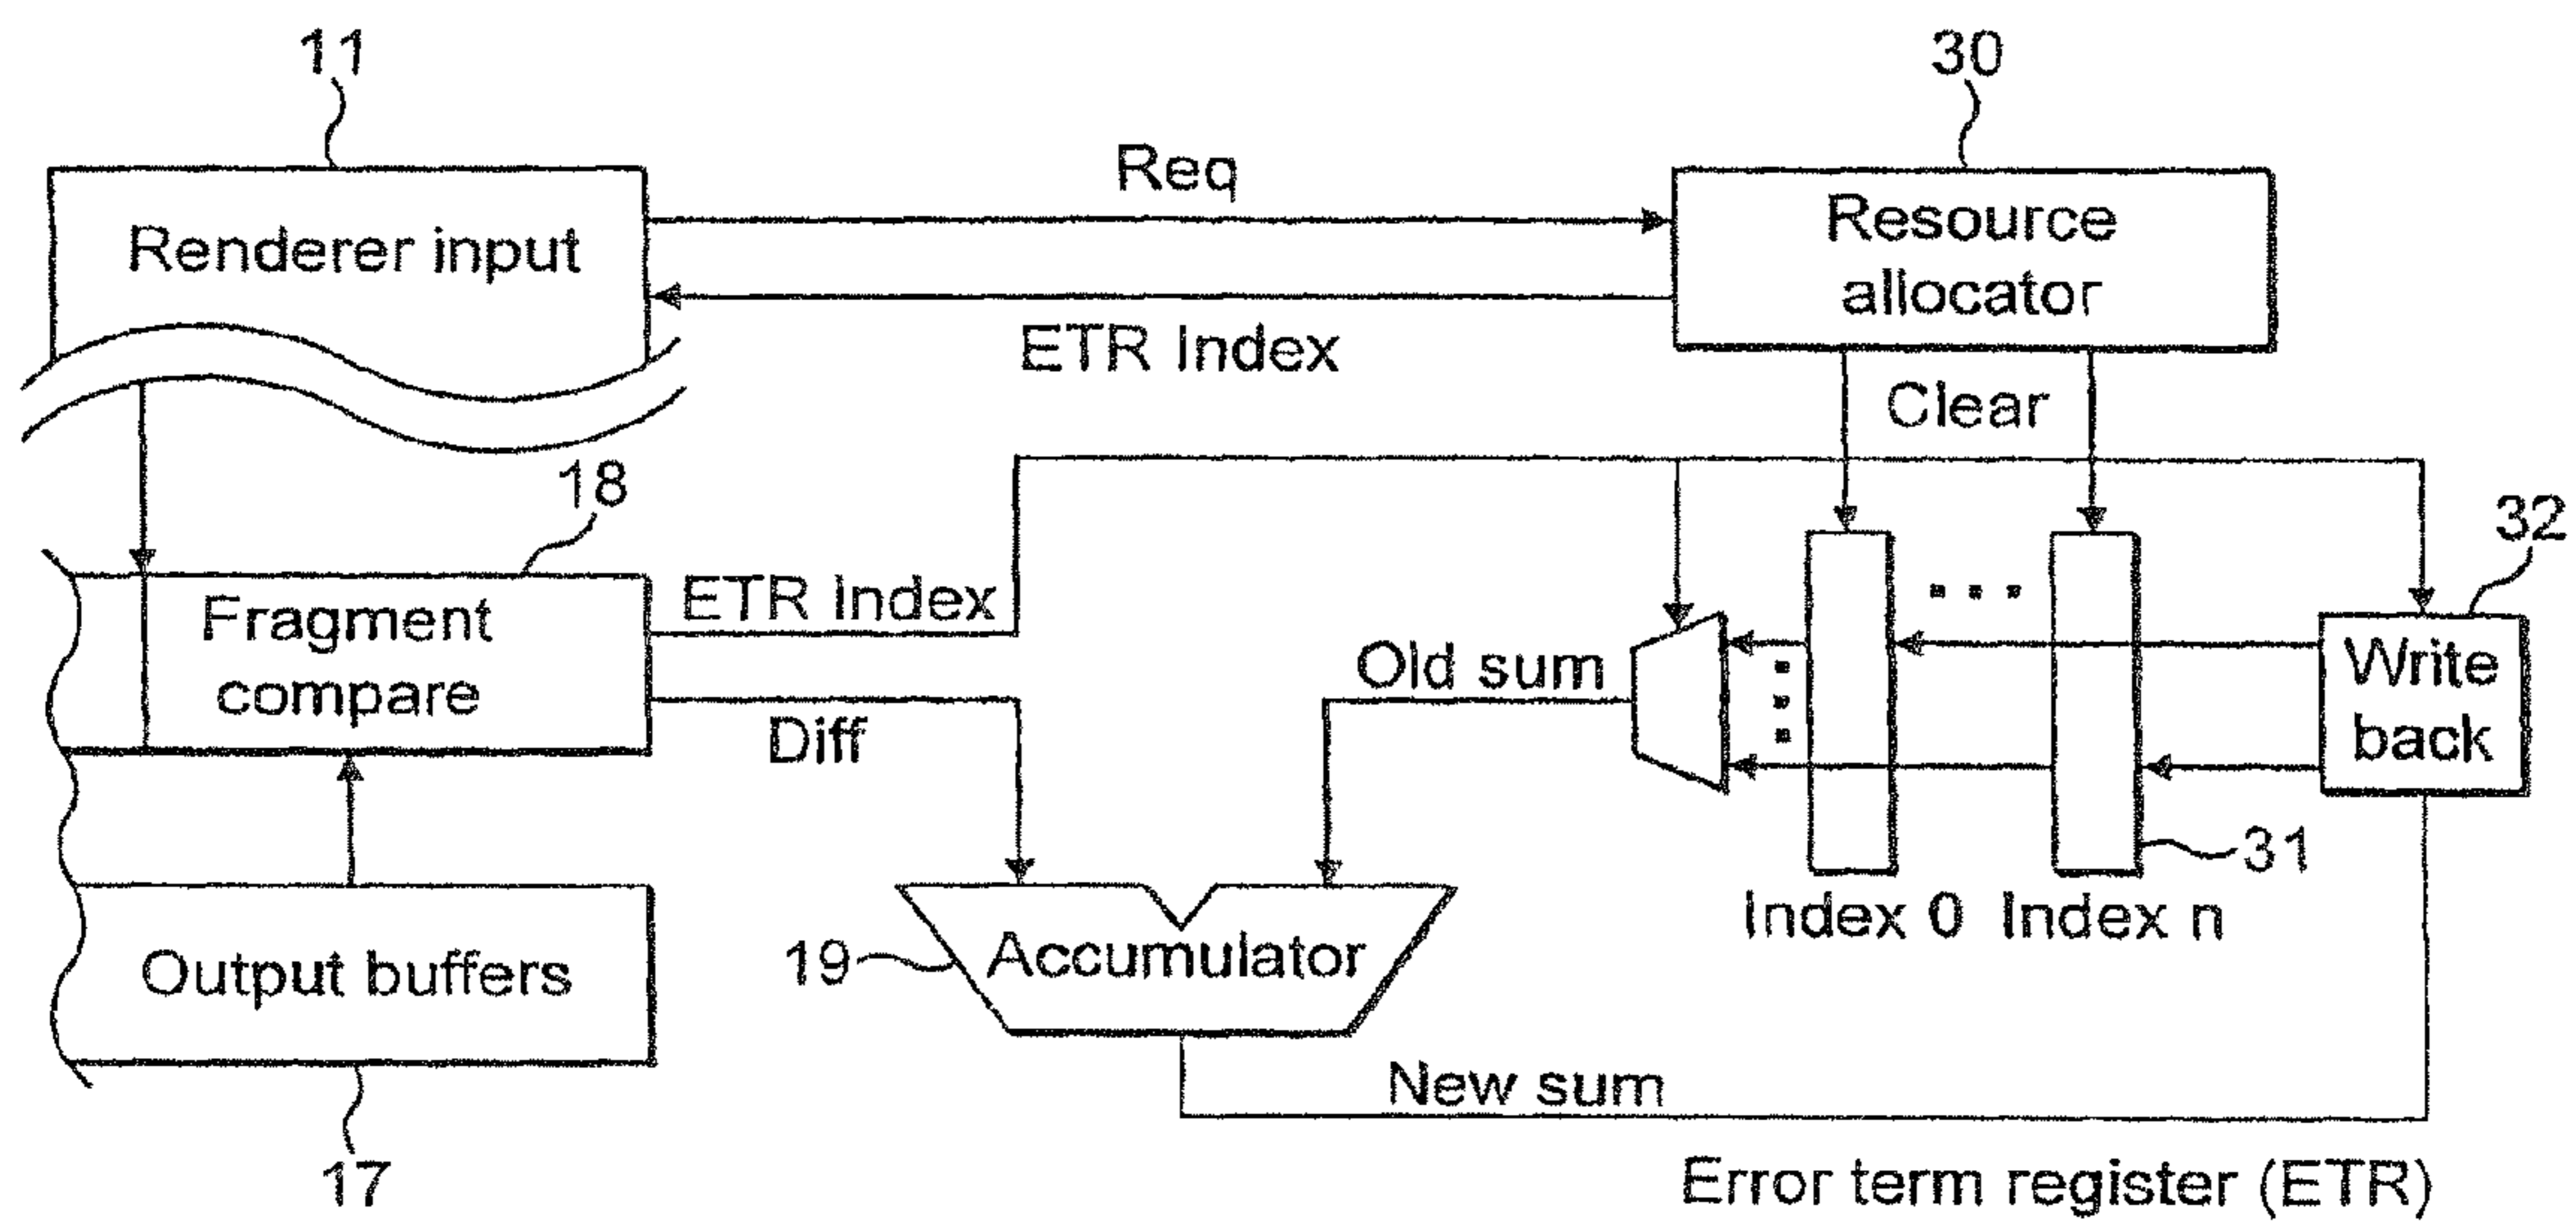 11
30
Req
Renderer input
Resource
allocator
ETR Index
Clear
18
32
ETR Index
Fragment
compare
Old sum
Write
back
Diff
31
Index 0
Index n
19
Accumulator
Output buffers
New sum
17
Error term register (ETR)